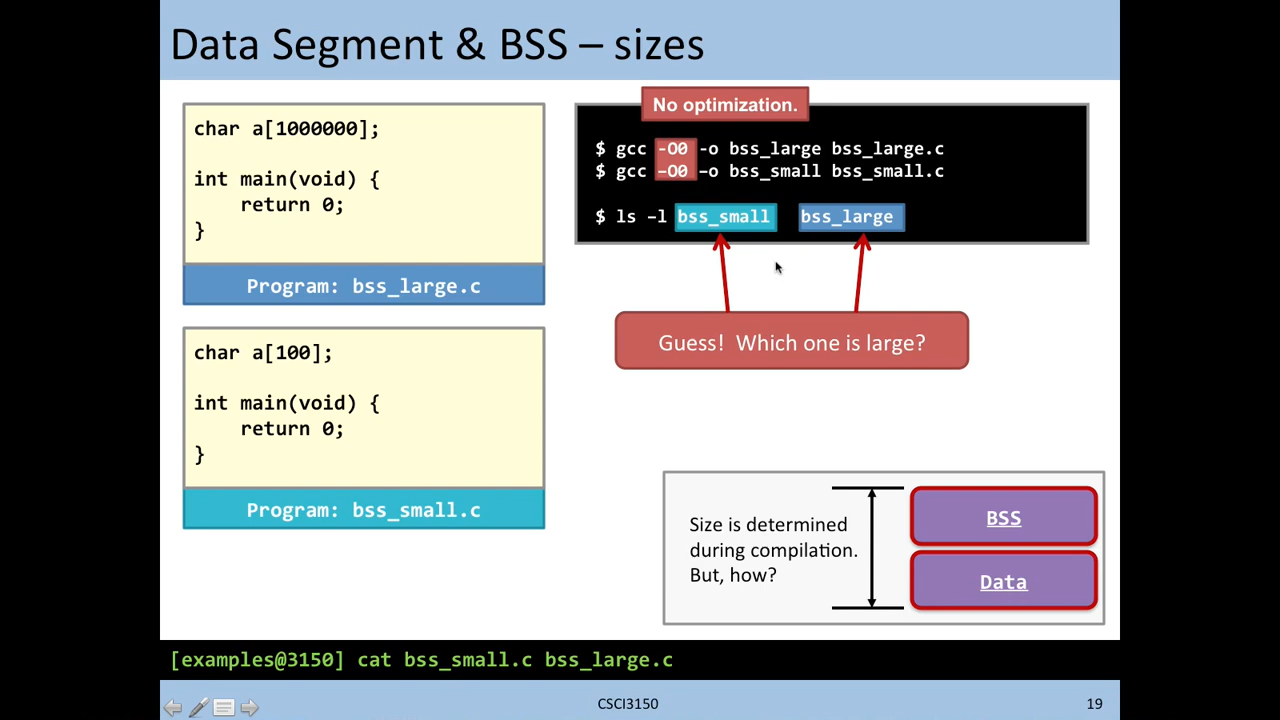 Data Segment & BSS – sizes
char a[1000000];
int main(void) {
return 0;
}
Program: bss_large.c
char a[100];
int main(void) {
return 0;
}
Program: bss_small.c
No optimization.
$ gcc -O0 -o bss_large bss_large.c
$ gcc –O0 –o bss_small bss_small.c
$ ls –l bss_small bss_large
Guess! Which one is large?
Size is determined
during compilation.
But, how?
BSS
Data
[examples@3150] cat bss_small.c bss_large.c
CSCI3150
19